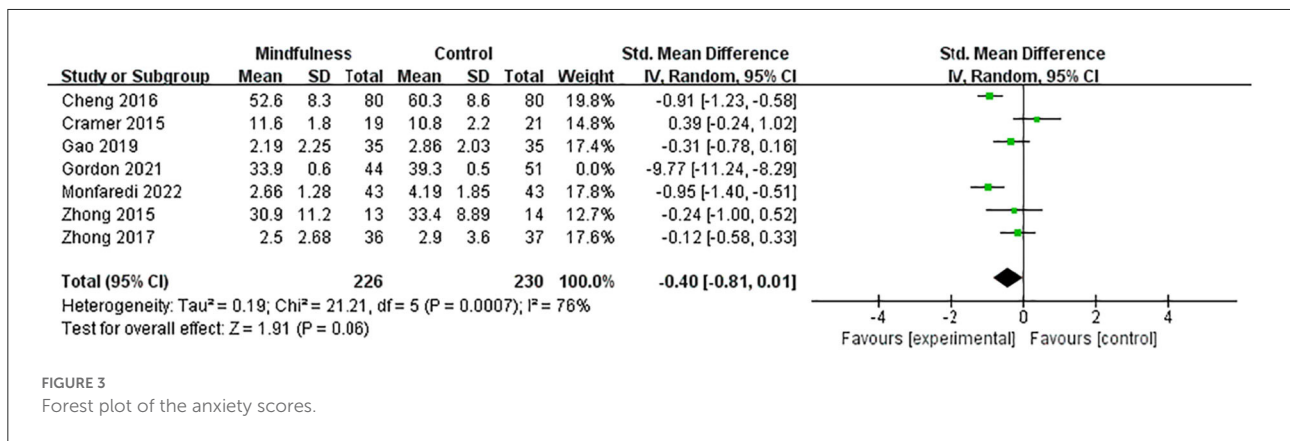 Mindfulness Control Std. Mean Difference Std. Mean Difference
Study or Subgroup Mean SD Total Mean SD Total Weight IV, Random, 95% CI IV, Random, 95% CI
Cheng 2016 52.6 8.3 80 60.3 8.6 80 19.8% -0.91 [-1.23, -0.58]
Cramer 2015 11.6 1.8 19 10.8 2.2 21 14.8% 0.39 [-0.24, 1.02]
Gao 2019 2.19 2.25 35 2.86 2.03 35 17.4% -0.31 [-0.78, 0.16]
Gordon 2021 33.9 0.6 44 39.3 0.5 51 0.0% -9.77 [-11.24, -8.29]
Monfaredi 2022 2.66 1.28 43 4.19 1.85 43 17.8% -0.95 [-1.40, -0.51]
Zhong 2015 30.9 11.2 13 33.4 8.89 14 12.7% -0.24 [-1.00, 0.52]
Zhong 2017 2.5 2.68 36 2.9 3.6 37 17.6% -0.12 [-0.58, 0.33]
Total (95% CI) 226 230 100.0% -0.40 [-0.81, 0.01]
Heterogeneity: Tau² = 0.19; Chi² = 21.21, df = 5 (P = 0.0007); I² = 76%
Test for overall effect: Z = 1.91 (P = 0.06)
-4 -2 0 2 4
Favours [experimental] Favours [control]
FIGURE 3
Forest plot of the anxiety scores.